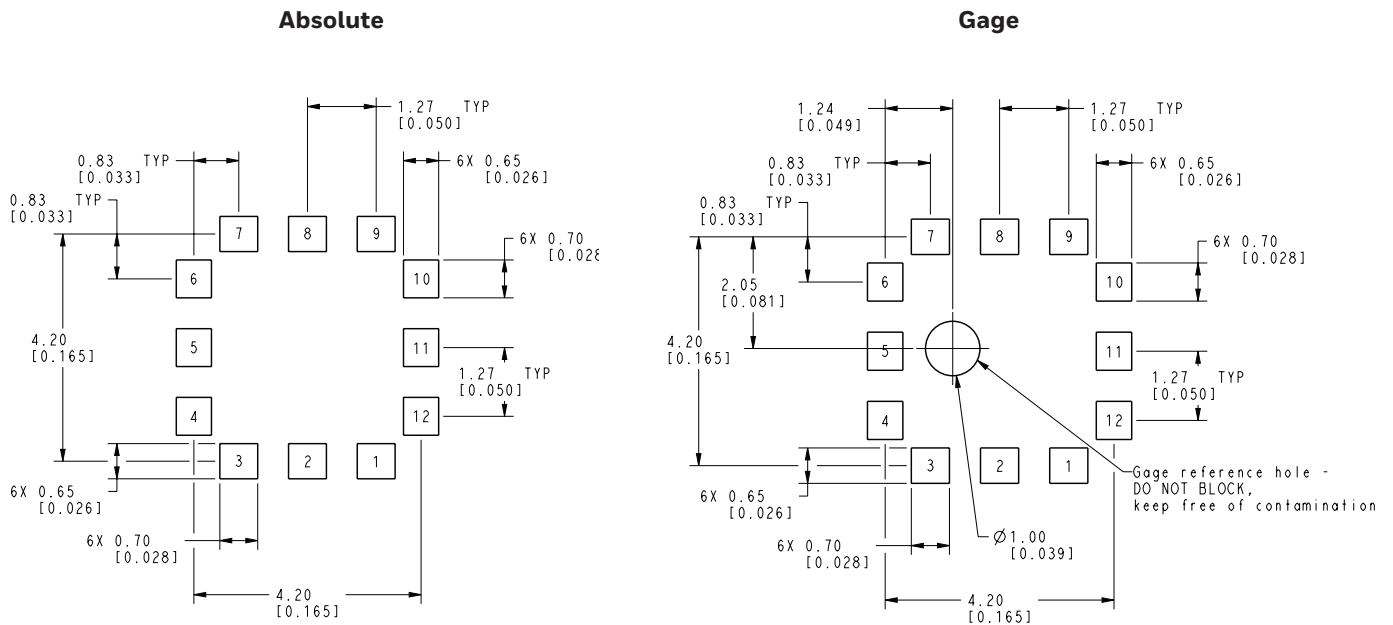 Absolute
1.27 TYP
[0.050]
0.83 TYP
[0.033]
6X 0.65
[0.026]
0.83 TYP
[0.033]
7
8
9
6X 0.70
[0.028
6
10
4.20
[0.165]
5
11
1.27 TYP
[0.050]
4
12
3
2
1
6X 0.65
[0.026]
6X 0.70
[0.028]
4.20
[0.165]
Gage
1.24
[0.049]
1.27 TYP
[0.050]
0.83 TYP
[0.033]
6X 0.65
[0.026]
0.83 TYP
[0.033]
7
8
9
6X 0.70
[0.028]
6
10
2.05
[0.081]
4.20
[0.165]
5
11
1.27 TYP
[0.050]
4
12
3
2
1
Gage reference hole -
DO NOT BLOCK,
keep free of contamination
6X 0.65
[0.026]
Ø1.00
[0.039]
6X 0.70
[0.028]
4.20
[0.165]